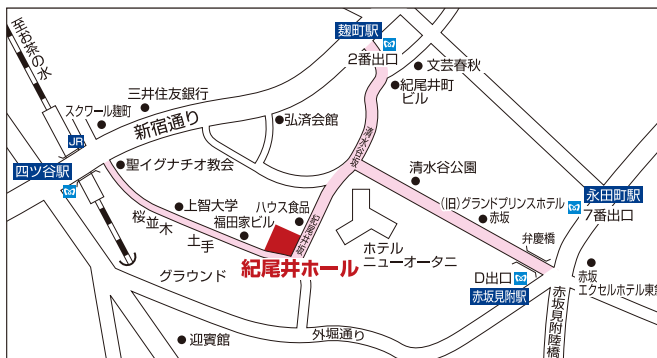 至お茶の水
麹町駅
2番出口
文芸春秋
紀尾井町
ビル
三井住友銀行
スクワール麹町
新宿通り
弘済会館
JR
四ツ谷駅
聖イグナチオ教会
清水谷坂
清水谷公園
上智大学
桜並木
土手
福田家ビル
ハウス食品
紀尾井坂
(旧)グランドプリンスホテル
赤坂
永田町駅
7番出口
ホテル
ニューオータニ
弁慶橋
紀尾井ホール
グラウンド
D出口
赤坂見附駅
赤坂
エクセルホテル東急
迎賓館
外堀通り
赤坂見附陸橋